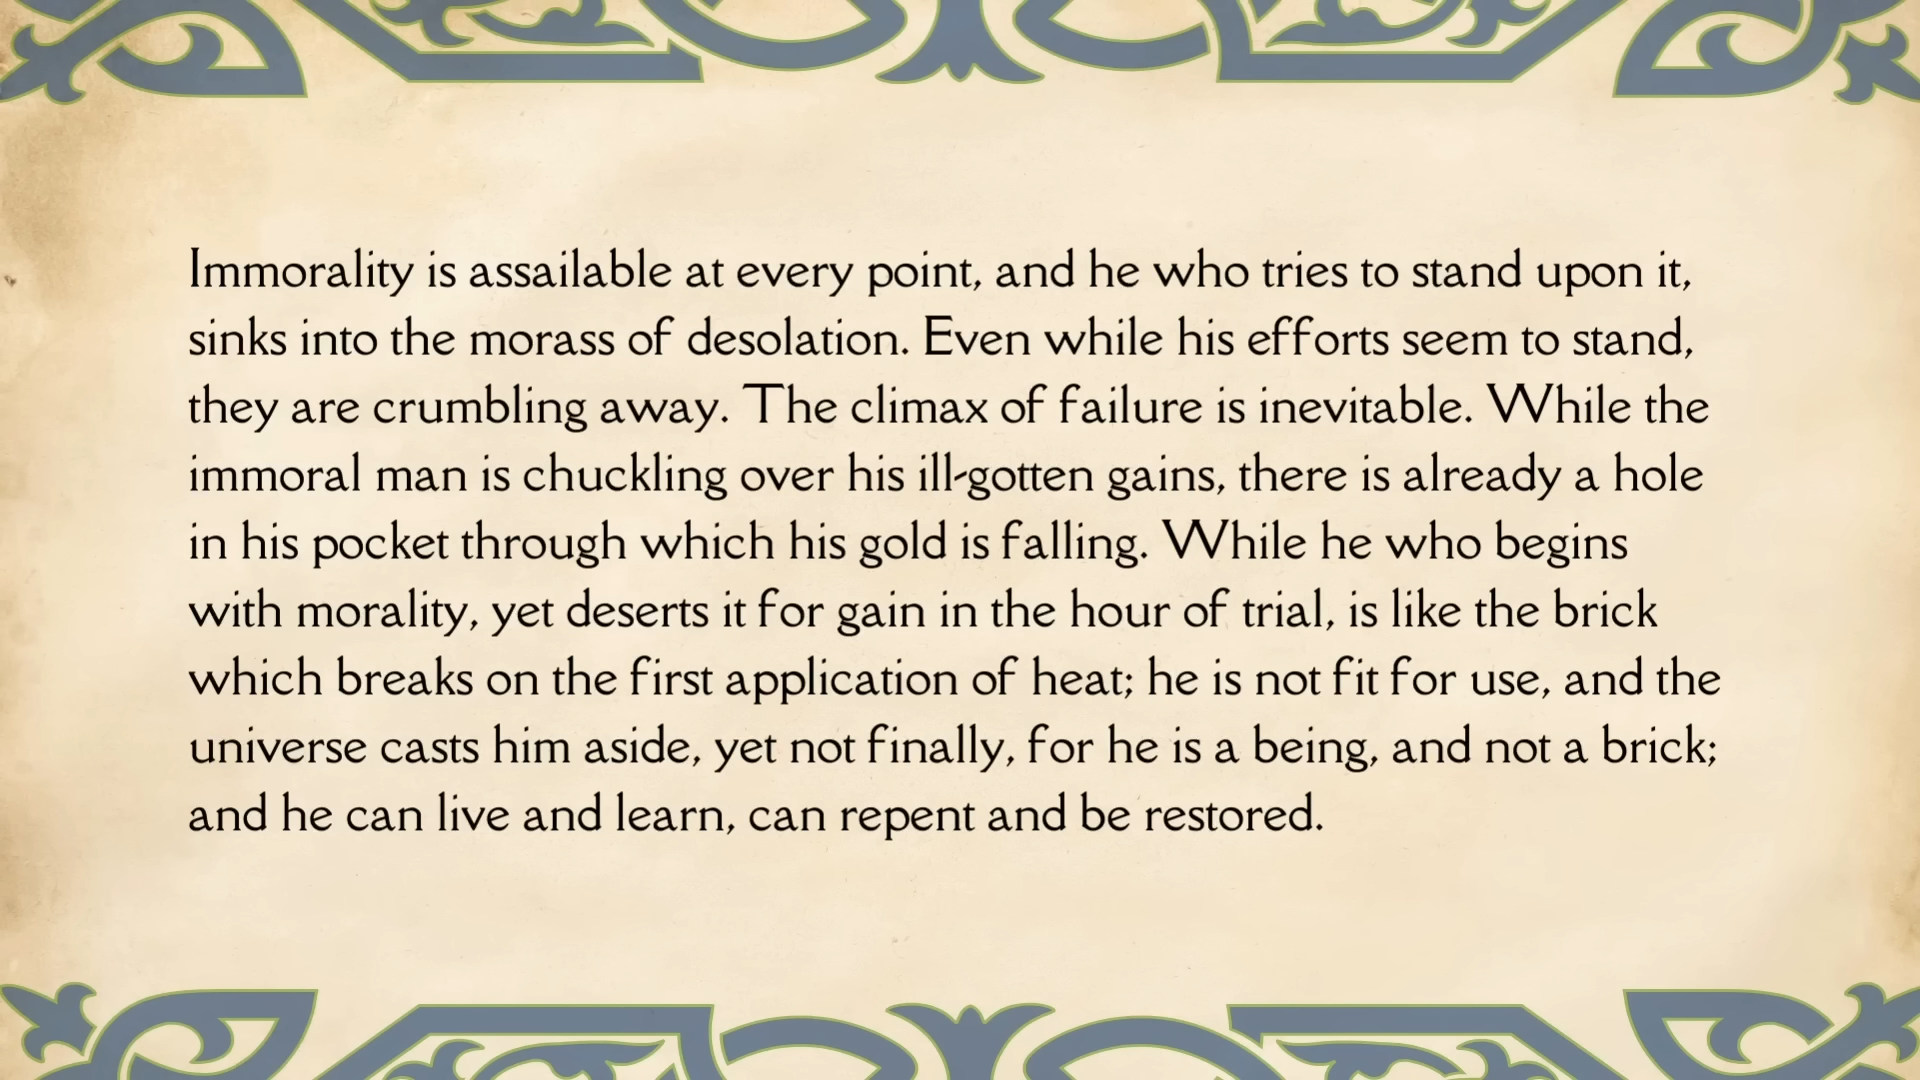 Immorality is assailable at every point, and he who tries to stand upon it,
sinks into the morass of desolation. Even while his efforts seem to stand,
they are crumbling away. The climax of failure is inevitable. While the
immoral man is chuckling over his ill-gotten gains, there is already a hole
in his pocket through which his gold is falling. While he who begins
with morality, yet deserts it for gain in the hour of trial, is like the brick
which breaks on the first application of heat; he is not fit for use, and the
universe casts him aside, yet not finally, for he is a being, and not a brick;
and he can live and learn, can repent and be restored.